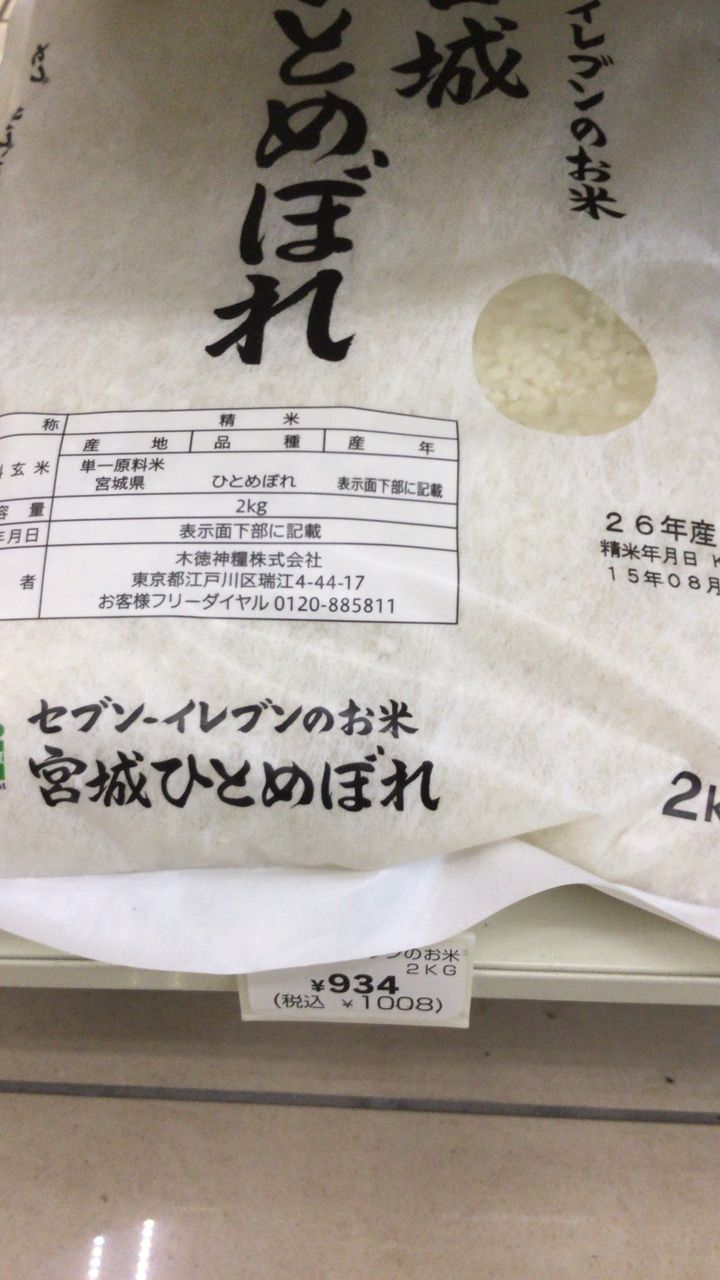 城
とめぼれ
イレブンのお米
称 精米
産地 品種 産年
玄米 単一原料米
宮城県 ひとめぼれ 表示面下部に記載
容量 2kg
年月日 表示面下部に記載
者 木徳神糧株式会社
東京都江戸川区瑞江4-44-17
お客様フリーダイヤル 0120-885811
26年産
精米年月日
15年08月
セブン-イレブンのお米
宮城ひとめぼれ
2k
ンのお米
2KG
¥934
(税込 ¥1008)